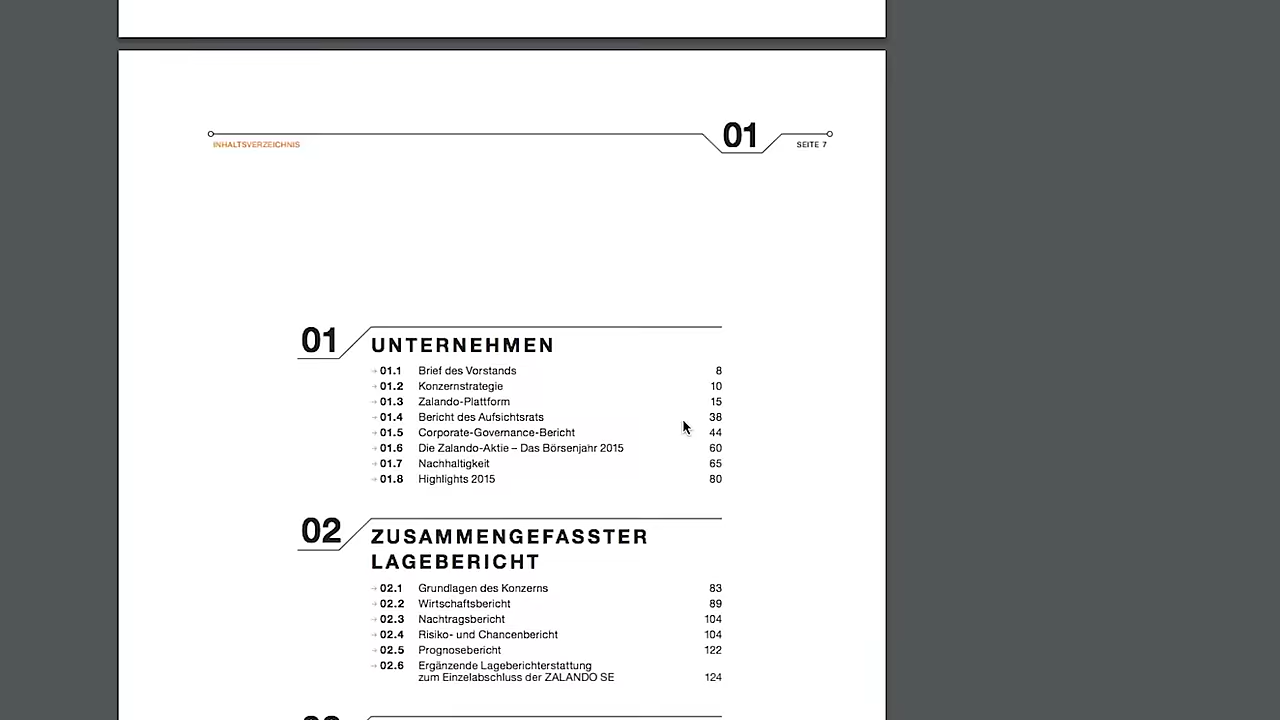 INHALTSVERZEICHNIS
01
SEITE 7
01
UNTERNEHMEN
→ 01.1 Brief des Vorstands 8
→ 01.2 Konzernstrategie 10
→ 01.3 Zalando-Plattform 15
→ 01.4 Bericht des Aufsichtsrats 38
→ 01.5 Corporate-Governance-Bericht 44
→ 01.6 Die Zalando-Aktie – Das Börsenjahr 2015 60
→ 01.7 Nachhaltigkeit 65
→ 01.8 Highlights 2015 80
02
ZUSAMMENGEFASSTER
LAGEBERICHT
→ 02.1 Grundlagen des Konzerns 83
→ 02.2 Wirtschaftsbericht 89
→ 02.3 Nachtragsbericht 104
→ 02.4 Risiko- und Chancenbericht 104
→ 02.5 Prognosebericht 122
→ 02.6 Ergänzende Lageberichterstattung
zum Einzelabschluss der ZALANDO SE 124